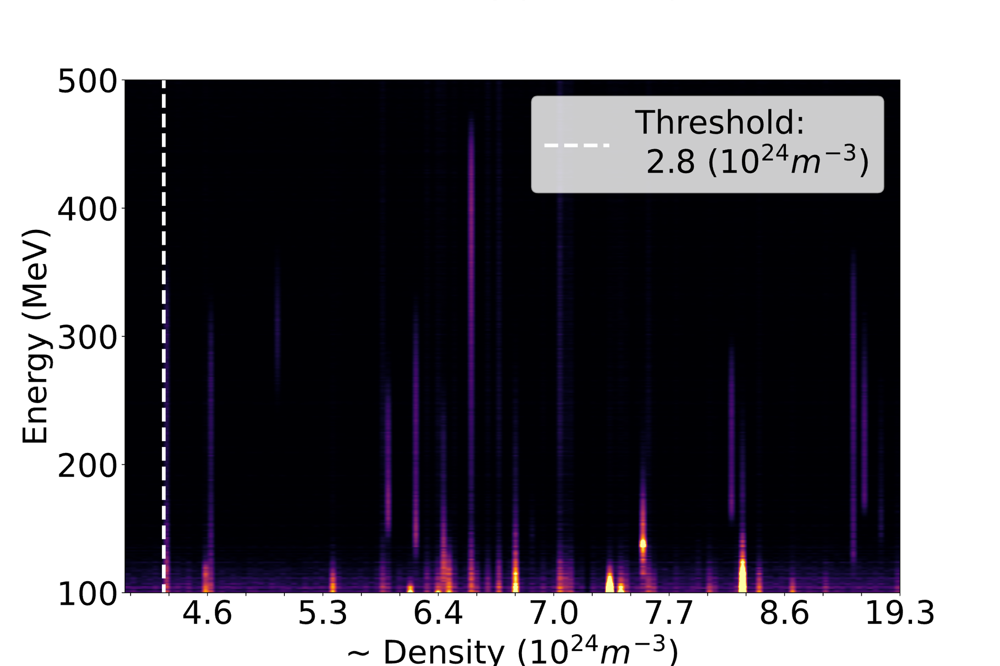 500
400
300
200
100
Energy (MeV)
Threshold:
2.8 (10²⁴m⁻³)
4.6 5.3 6.4 7.0 7.7 8.6 19.3
~ Density (10²⁴m⁻³)